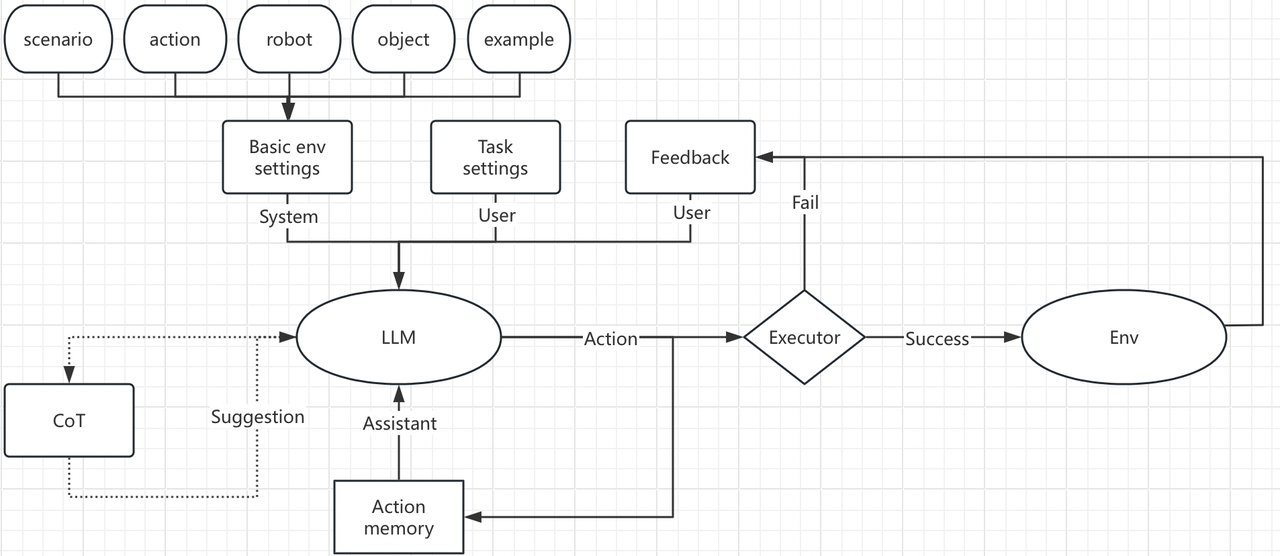 scenario
action
robot
object
example
Basic env
settings
Task
settings
Feedback
System
User
User
Fail
LLM
Action
Executor
Success
Env
CoT
Suggestion
Assistant
Action
memory